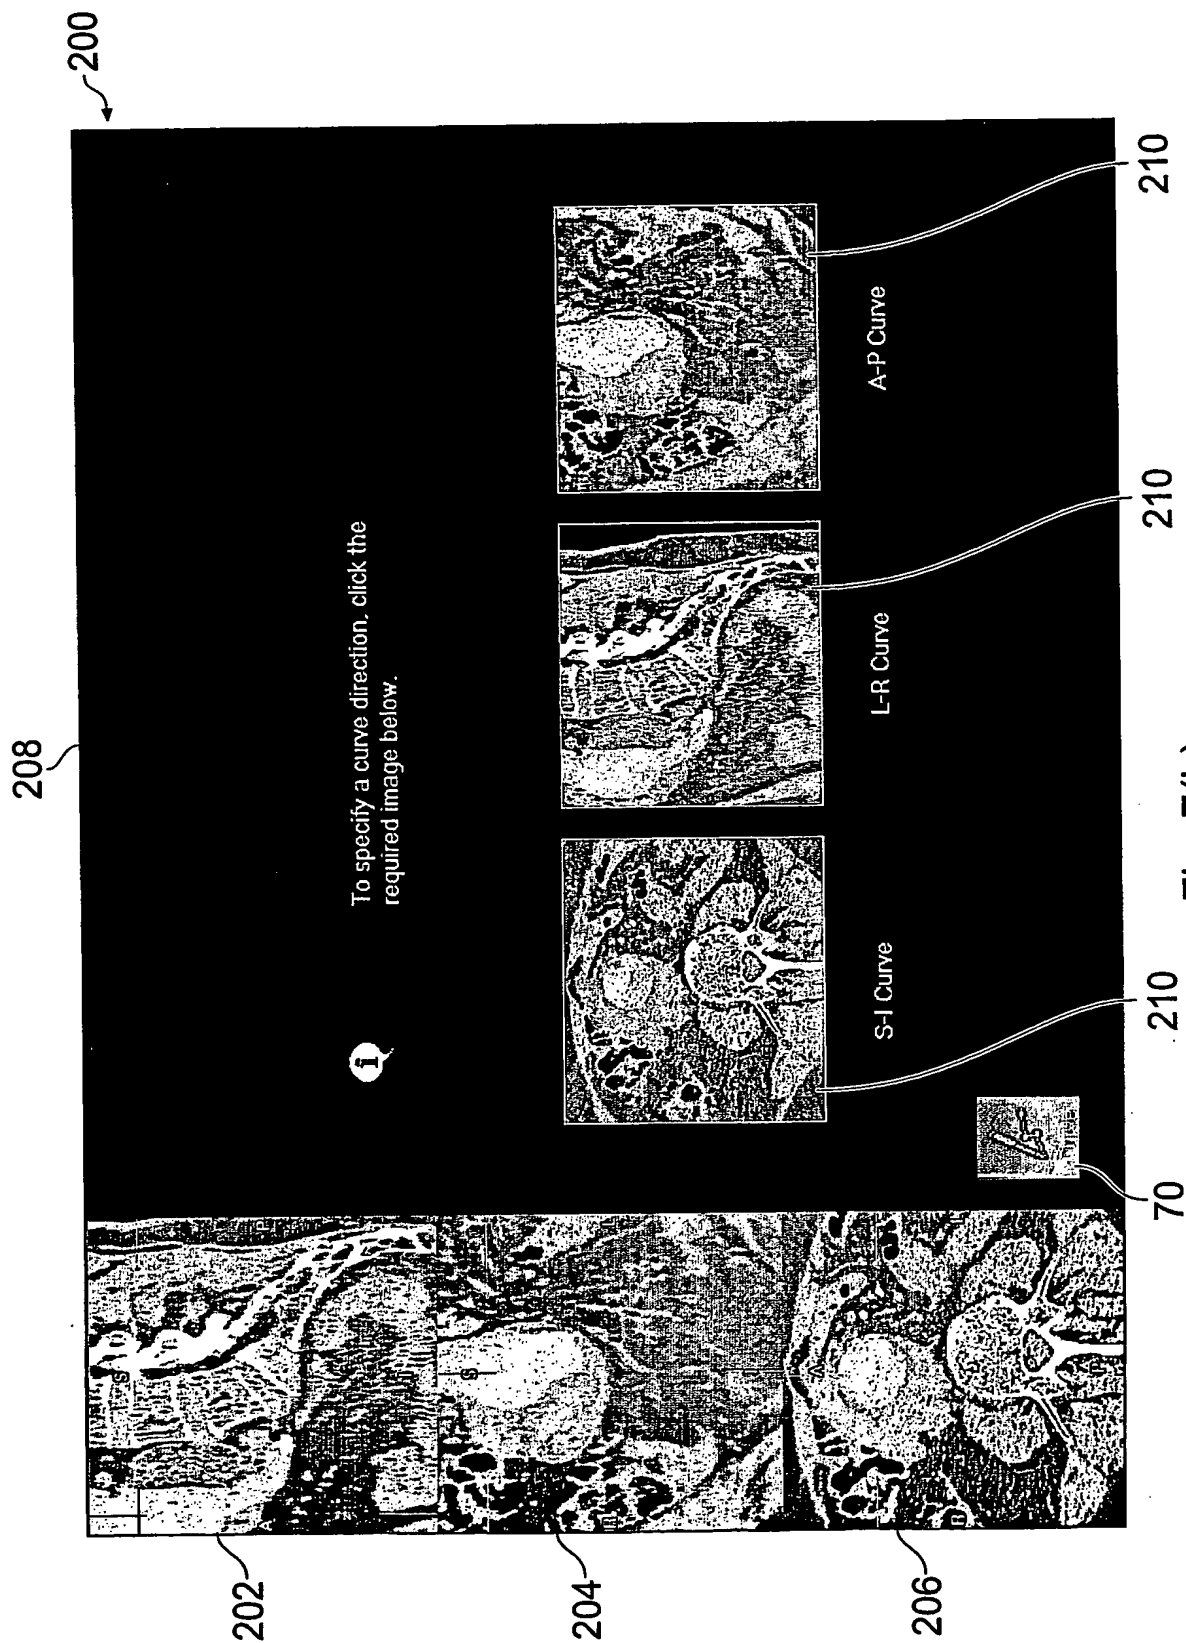 200
208
To specify a curve direction, click the
required image below.
i
S-I Curve
L-R Curve
A-P Curve
210
210
210
70
202
204
206
S
S
R
R